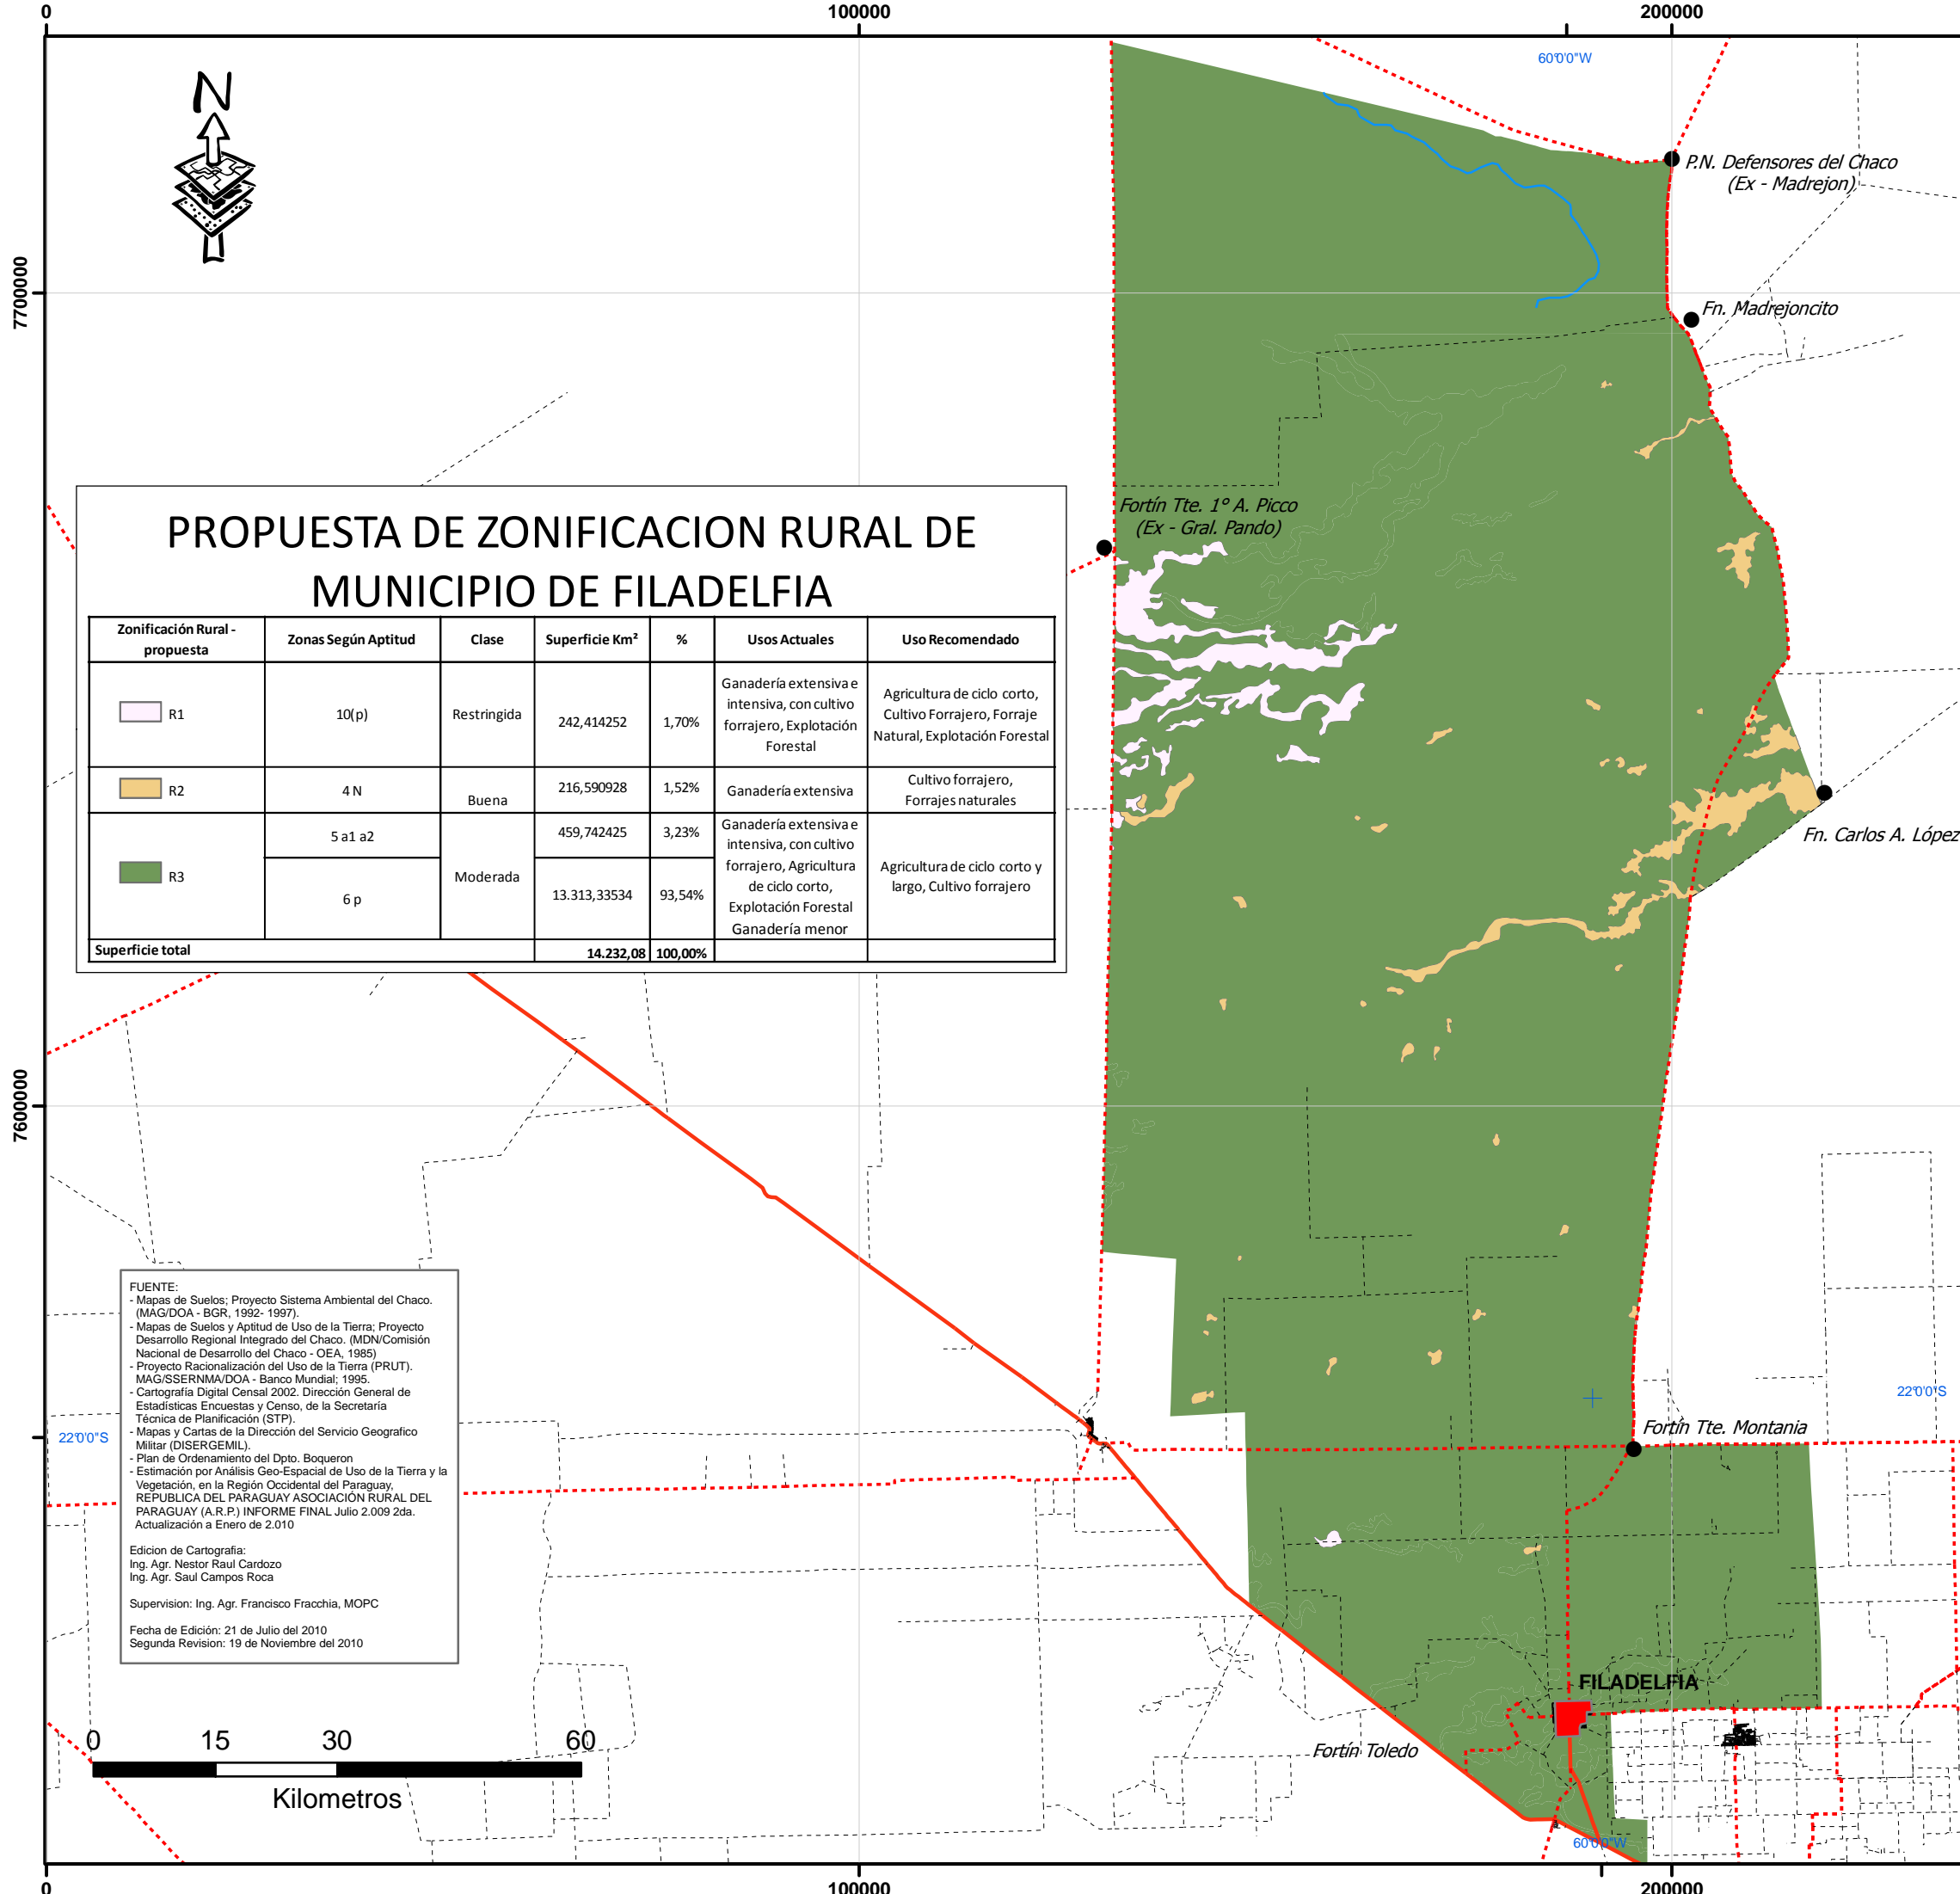 0 100000 200000
60°0'0"W
N
P.N. Defensores del Chaco
(Ex - Madrejon)
7700000
Fn. Madrejoncito
Fortín Tte. 1° A. Picco
(Ex - Gral. Pando)
PROPUESTA DE ZONIFICACION RURAL DE
MUNICIPIO DE FILADELFIA
Zonificación Rural - propuesta Zonas Según Aptitud Clase Superficie Km² % Usos Actuales Uso Recomendado
R1 10(p) Restringida 242,414252 1,70% Ganadería extensiva e intensiva, con cultivo forrajero, Explotación Forestal Agricultura de ciclo corto, Cultivo Forrajero, Forraje Natural, Explotación Forestal
R2 4 N Buena 216,590928 1,52% Ganadería extensiva Cultivo forrajero, Forrajes naturales
R3 5 a1 a2 Moderada 459,742425 3,23% Ganadería extensiva e intensiva, con cultivo forrajero, Agricultura de ciclo corto, Explotación Forestal Ganadería menor Agricultura de ciclo corto y largo, Cultivo forrajero
6 p 13.313,33534 93,54%
Superficie total 14.232,08 100,00%
Fn. Carlos A. López
7600000
FUENTE:
- Mapas de Suelos; Proyecto Sistema Ambiental del Chaco.
(MAG/DOA - BGR, 1992- 1997).
- Mapas de Suelos y Aptitud de Uso de la Tierra; Proyecto
Desarrollo Regional Integrado del Chaco. (MDN/Comisión
Nacional de Desarrollo del Chaco - OEA, 1985)
- Proyecto Racionalización del Uso de la Tierra (PRUT).
MAG/SSERNMA/DOA - Banco Mundial; 1995.
- Cartografía Digital Censal 2002. Dirección General de
Estadísticas Encuestas y Censo, de la Secretaría
Técnica de Planificación (STP).
- Mapas y Cartas de la Dirección del Servicio Geografico
Militar (DISERGEMIL).
- Plan de Ordenamiento del Dpto. Boqueron
- Estimación por Análisis Geo-Espacial de Uso de la Tierra y la
Vegetación, en la Región Occidental del Paraguay,
REPUBLICA DEL PARAGUAY ASOCIACIÓN RURAL DEL
PARAGUAY (A.R.P.) INFORME FINAL Julio 2.009 2da.
Actualización a Enero de 2.010
Edicion de Cartografia:
Ing. Agr. Nestor Raul Cardozo
Ing. Agr. Saul Campos Roca
Supervision: Ing. Agr. Francisco Fracchia, MOPC
Fecha de Edición: 21 de Julio del 2010
Segunda Revision: 19 de Noviembre del 2010
22°0'0"S
22°0'0"S
Fortín Tte. Montania
FILADELFIA
Fortín Toledo
0 15 30 60
Kilometros
60°0'0"W
0 100000 200000